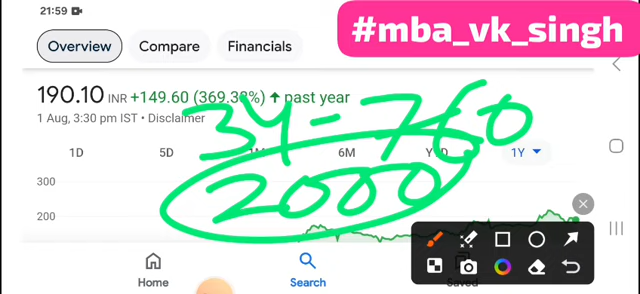 21:59
#mba_vk_singh
Overview Compare Financials
190.10 INR +149.60 (369.38%) ↑ past year
1 Aug, 3:30 pm IST • Disclaimer
34-760
1D 5D 6M 1Y
2000
300
200
Home Search Saved